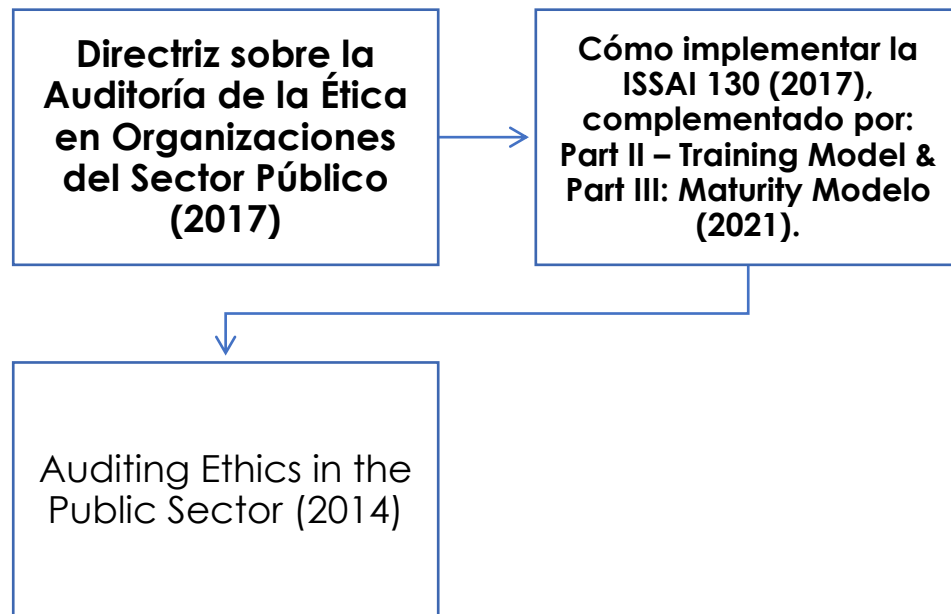 Directriz sobre la
Auditoría de la Ética
en Organizaciones
del Sector Público
(2017)
Cómo implementar la
ISSAI 130 (2017),
complementado por:
Part II – Training Model &
Part III: Maturity Modelo
(2021).
Auditing Ethics in the
Public Sector (2014)